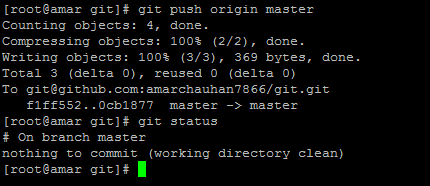 [root@amar git]# git push origin master
Counting objects: 4, done.
Compressing objects: 100% (2/2), done.
Writing objects: 100% (3/3), 369 bytes, done.
Total 3 (delta 0), reused 0 (delta 0)
To git@github.com:amarchauhan7866/git.git
   f1ff552..0cb1877  master -> master
[root@amar git]# git status
# On branch master
nothing to commit (working directory clean)
[root@amar git]#